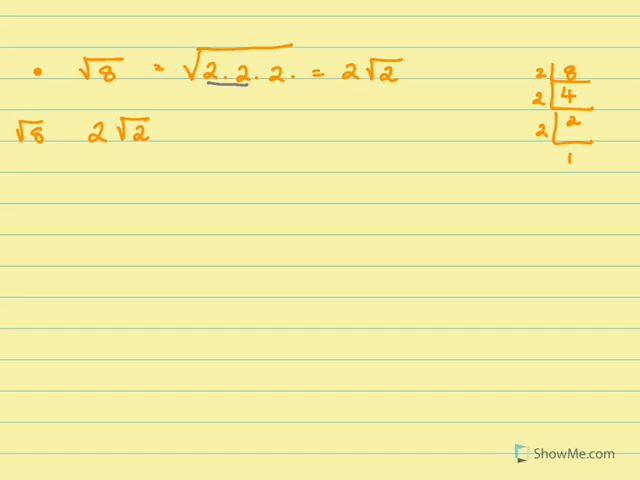 • √8 = √2.2.2. = 2√2
√8 2√2
2 | 8
2 | 4
2 | 2
1
ShowMe.com